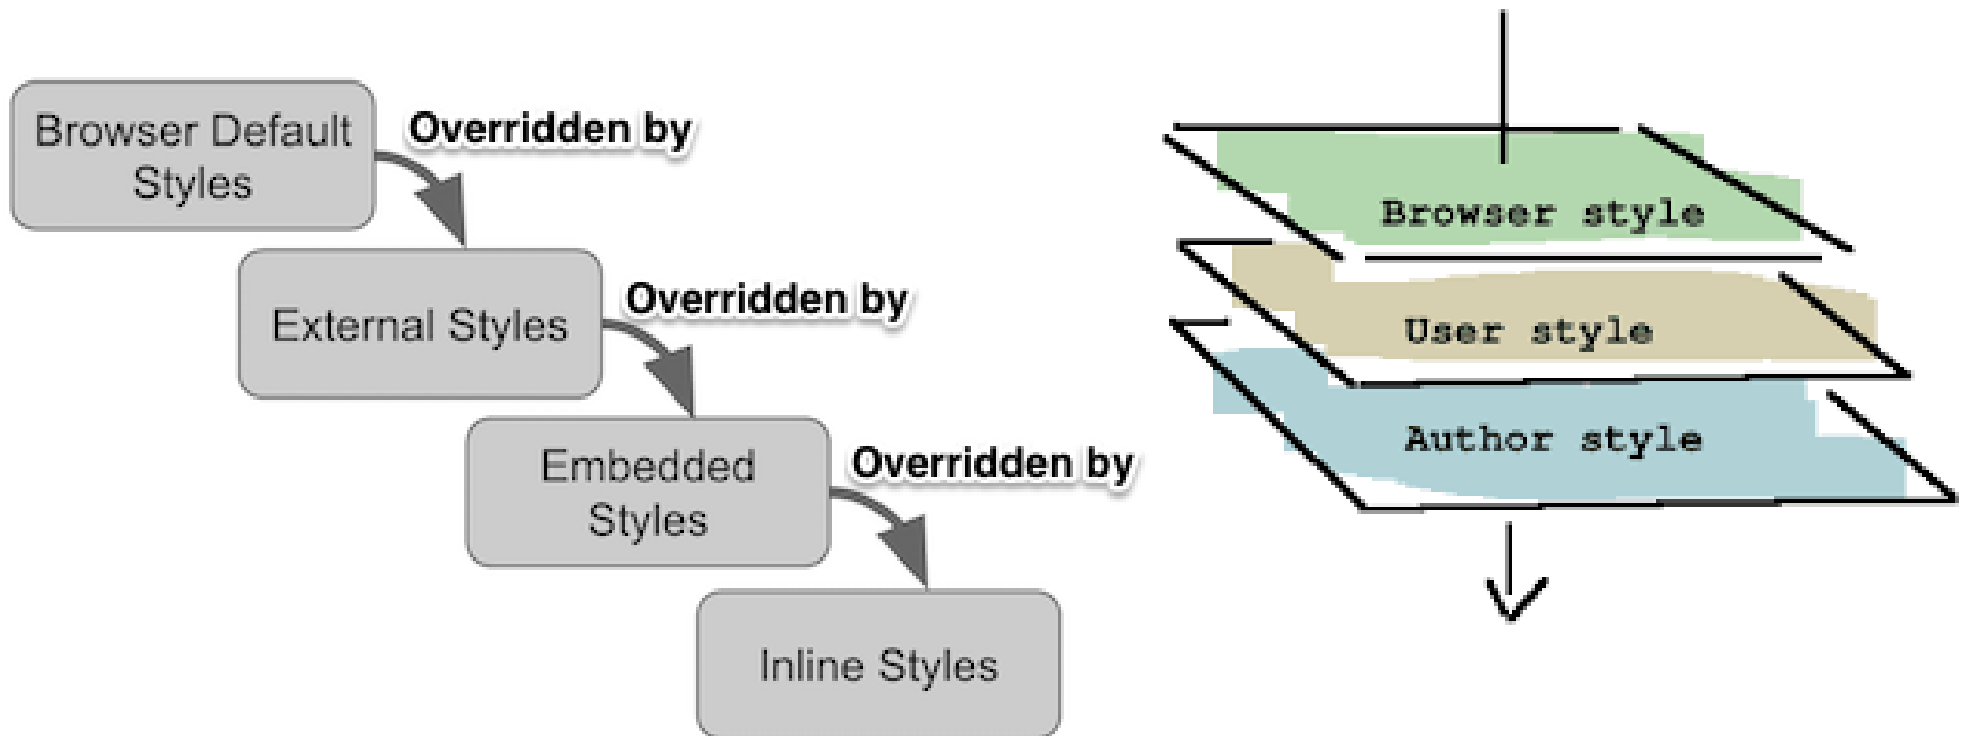 Browser Default
Styles
Overridden by
External Styles
Overridden by
Embedded
Styles
Overridden by
Inline Styles
Browser style
User style
Author style